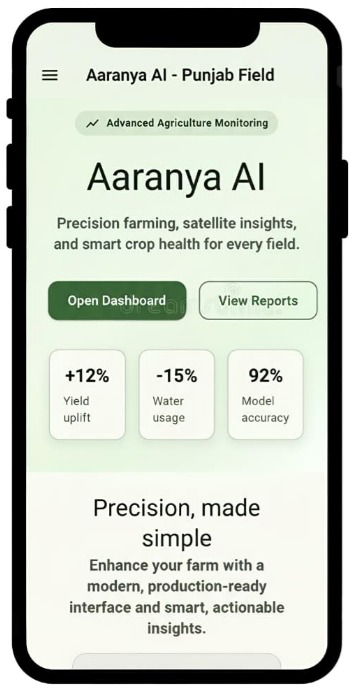 Aaranya AI - Punjab Field
Advanced Agriculture Monitoring
Aaranya AI
Precision farming, satellite insights,
and smart crop health for every field.
Open Dashboard
View Reports
+12%
Yield
uplift
-15%
Water
usage
92%
Model
accuracy
Precision, made
simple
Enhance your farm with a
modern, production-ready
interface and smart, actionable
insights.